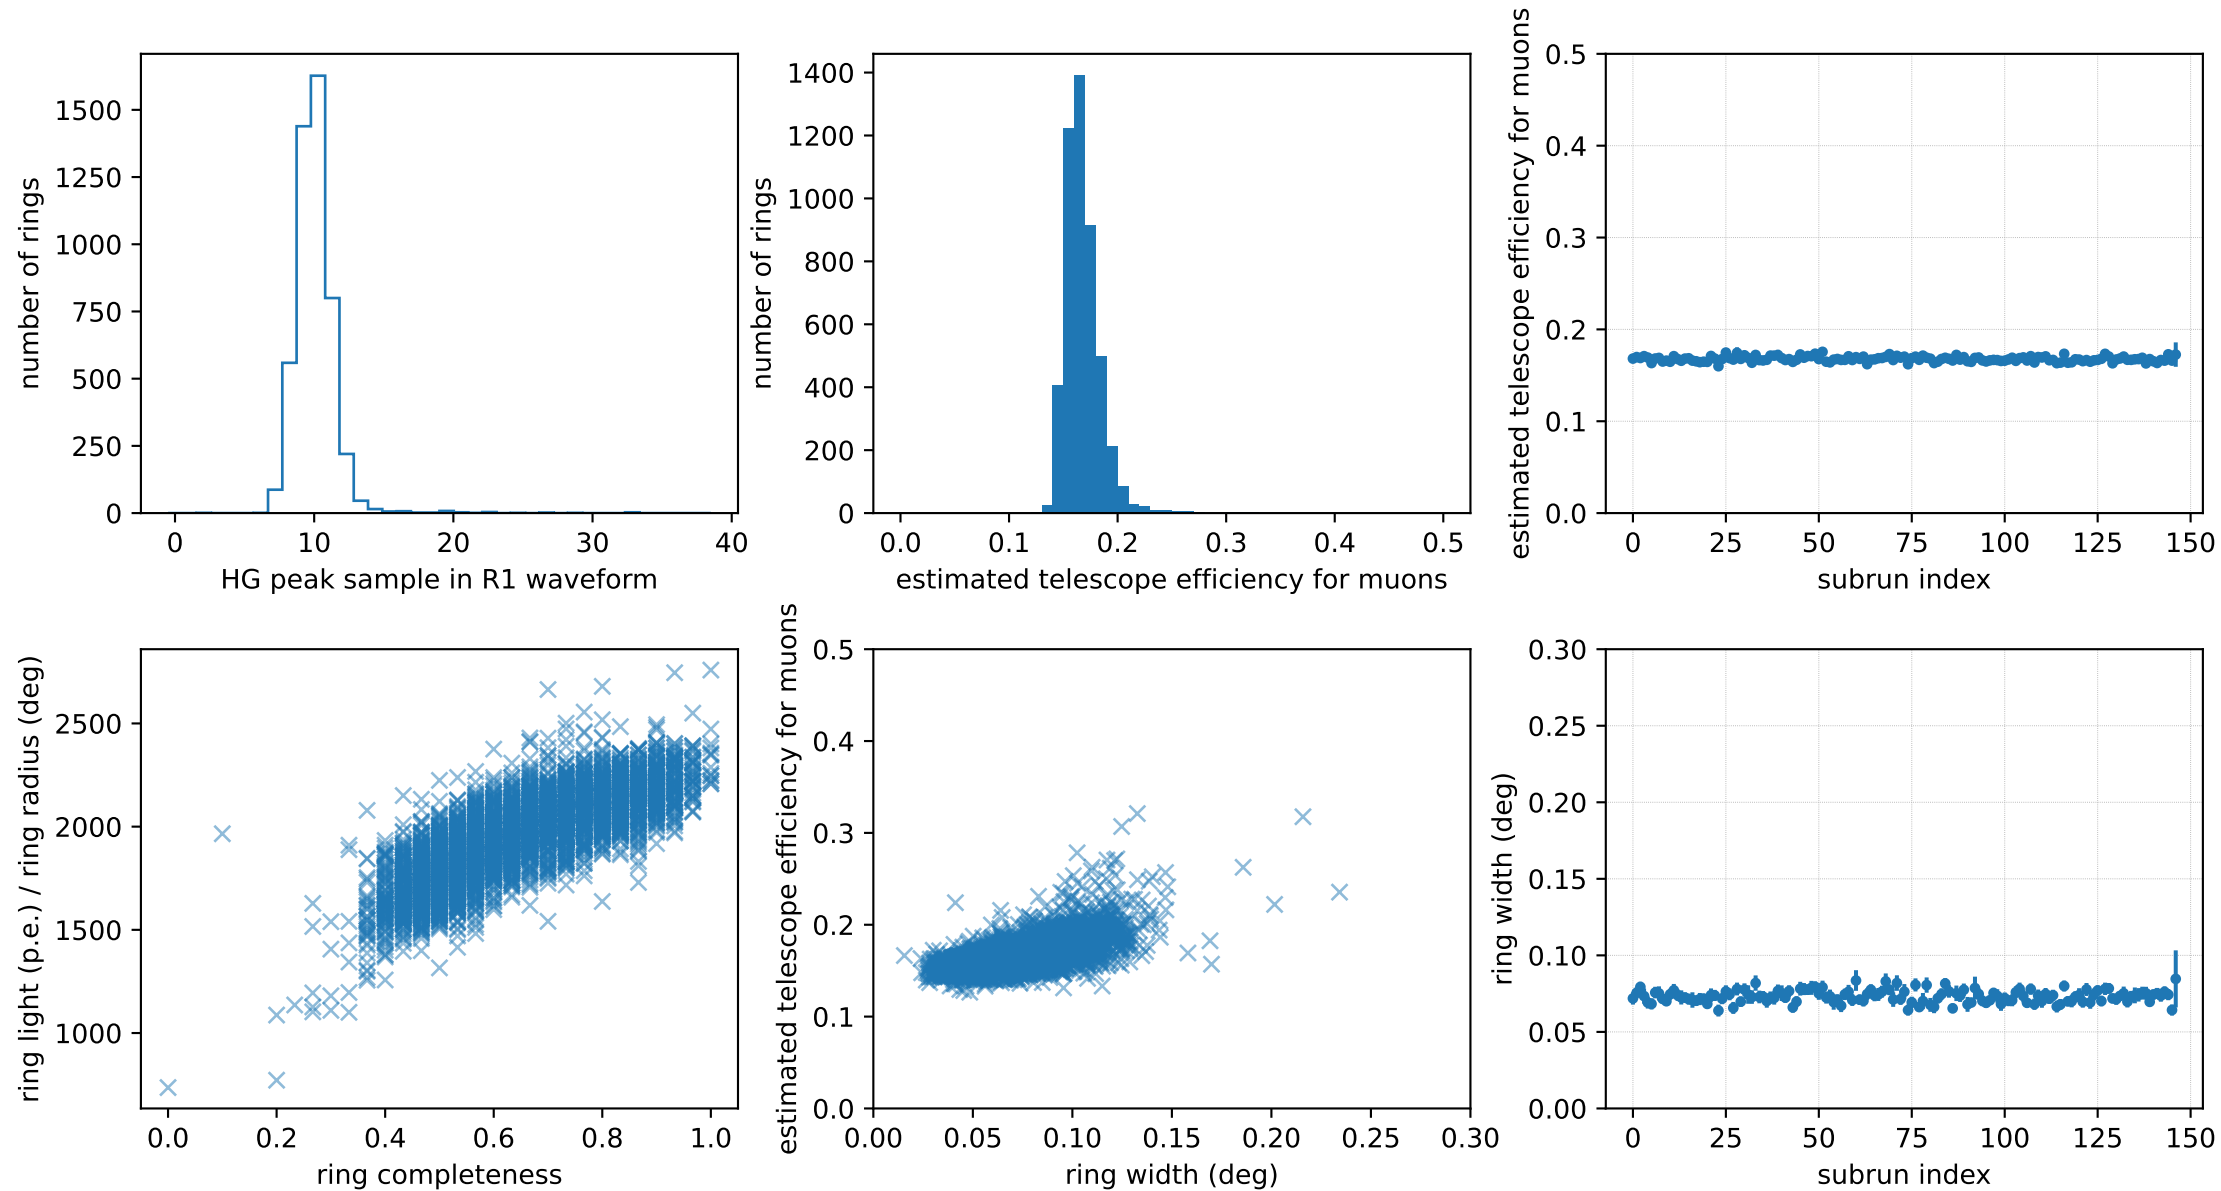 number of rings
1500
1250
1000
750
500
250
0
0 10 20 30 40
HG peak sample in R1 waveform
number of rings
1400
1200
1000
800
600
400
200
0
0.0 0.1 0.2 0.3 0.4 0.5
estimated telescope efficiency for muons
estimated telescope efficiency for muons
0.5
0.4
0.3
0.2
0.1
0.0
0 25 50 75 100 125 150
subrun index
ring light (p.e.) / ring radius (deg)
2500
2000
1500
1000
0.0 0.2 0.4 0.6 0.8 1.0
ring completeness
estimated telescope efficiency for muons
0.5
0.4
0.3
0.2
0.1
0.0
0.00 0.05 0.10 0.15 0.20 0.25 0.30
ring width (deg)
ring width (deg)
0.30
0.25
0.20
0.15
0.10
0.05
0.00
0 25 50 75 100 125 150
subrun index